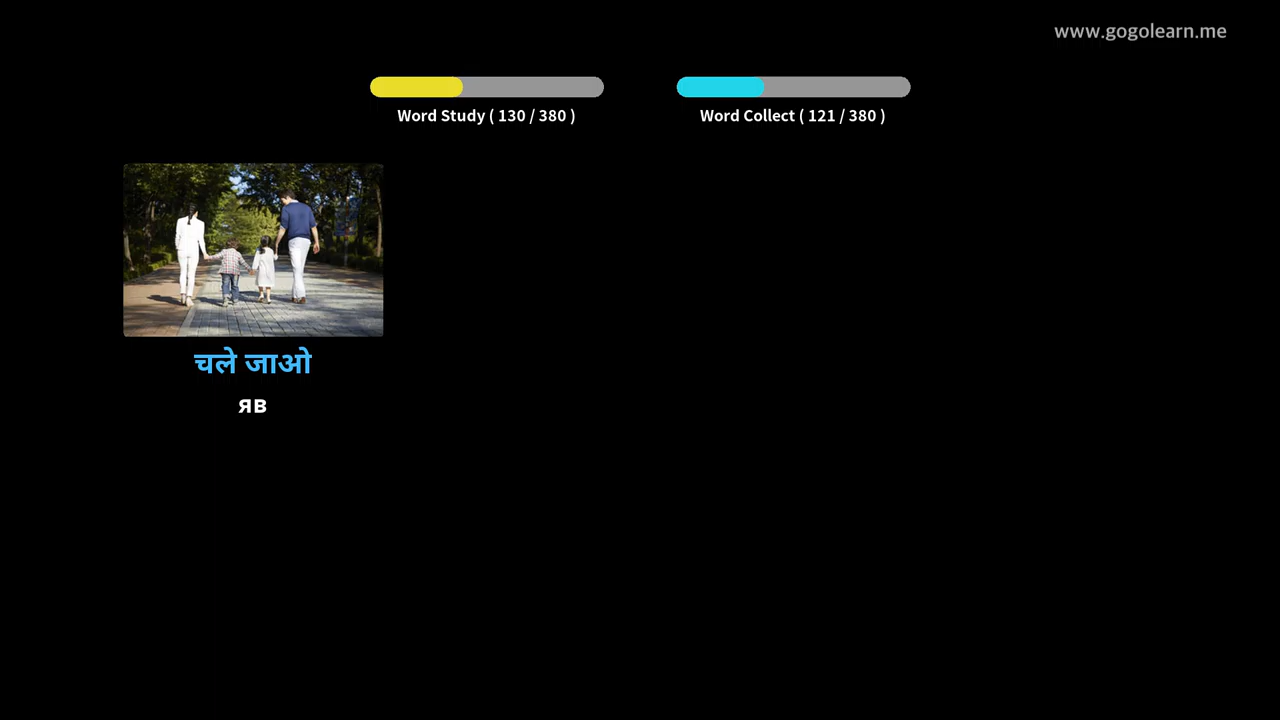 www.gogolearn.me
Word Study ( 130 / 380 )
Word Collect ( 121 / 380 )
चले जाओ
яв